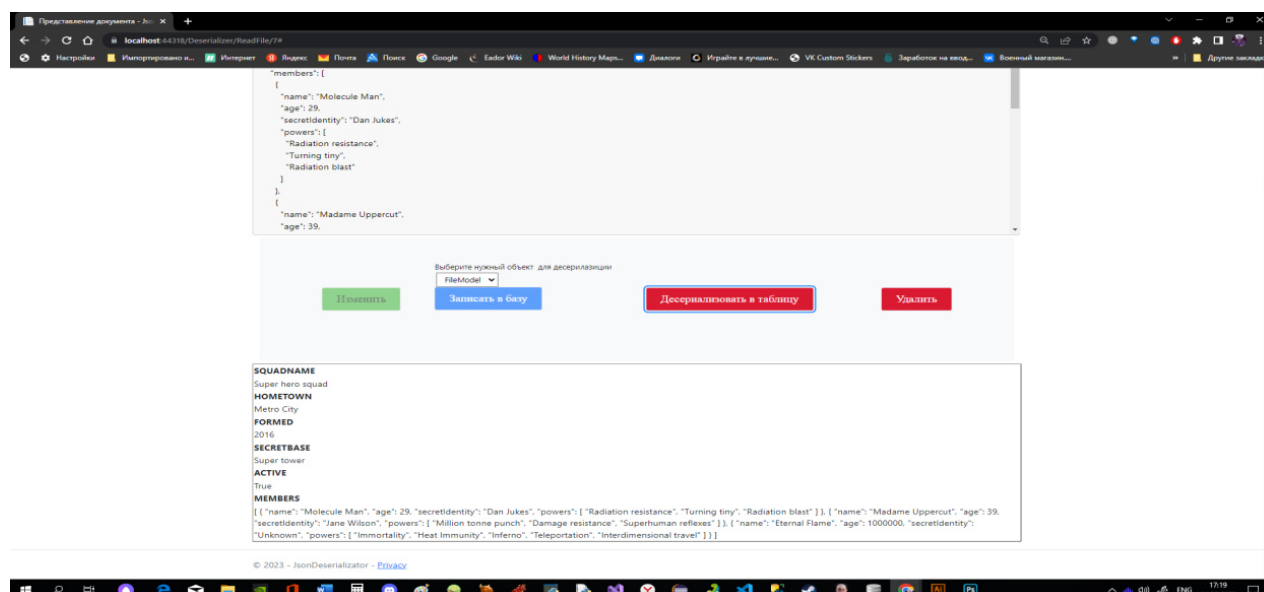 Представление документа - Jso
localhost:44318/Deserializer/ReadFile/7#
Настройки Импортировано и... Интернет Яндекс Почта Поиск Google Eador Wiki World History Maps... Диалоги Играйте в лучшие... VK Custom Stickers Заработок на ввод... Военный магазин.... Другие закладк
"members": [
{
"name": "Molecule Man",
"age": 29,
"secretIdentity": "Dan Jukes",
"powers": [
"Radiation resistance",
"Turning tiny",
"Radiation blast"
]
},
{
"name": "Madame Uppercut",
"age": 39,
Выберите нужный объект для десерилазиции
FileModel
Изменить Записать в базу Десериализовать в таблицу Удалить
SQUADNAME
Super hero squad
HOMETOWN
Metro City
FORMED
2016
SECRETBASE
Super tower
ACTIVE
True
MEMBERS
[ { "name": "Molecule Man", "age": 29, "secretIdentity": "Dan Jukes", "powers": [ "Radiation resistance", "Turning tiny", "Radiation blast" ] }, { "name": "Madame Uppercut", "age": 39,
"secretIdentity": "Jane Wilson", "powers": [ "Million tonne punch", "Damage resistance", "Superhuman reflexes" ] }, { "name": "Eternal Flame", "age": 1000000, "secretIdentity":
"Unknown", "powers": [ "Immortality", "Heat Immunity", "Inferno", "Teleportation", "Interdimensional travel" ] } ]
© 2023 - JsonDeserializator - Privacy
ENG 17:19